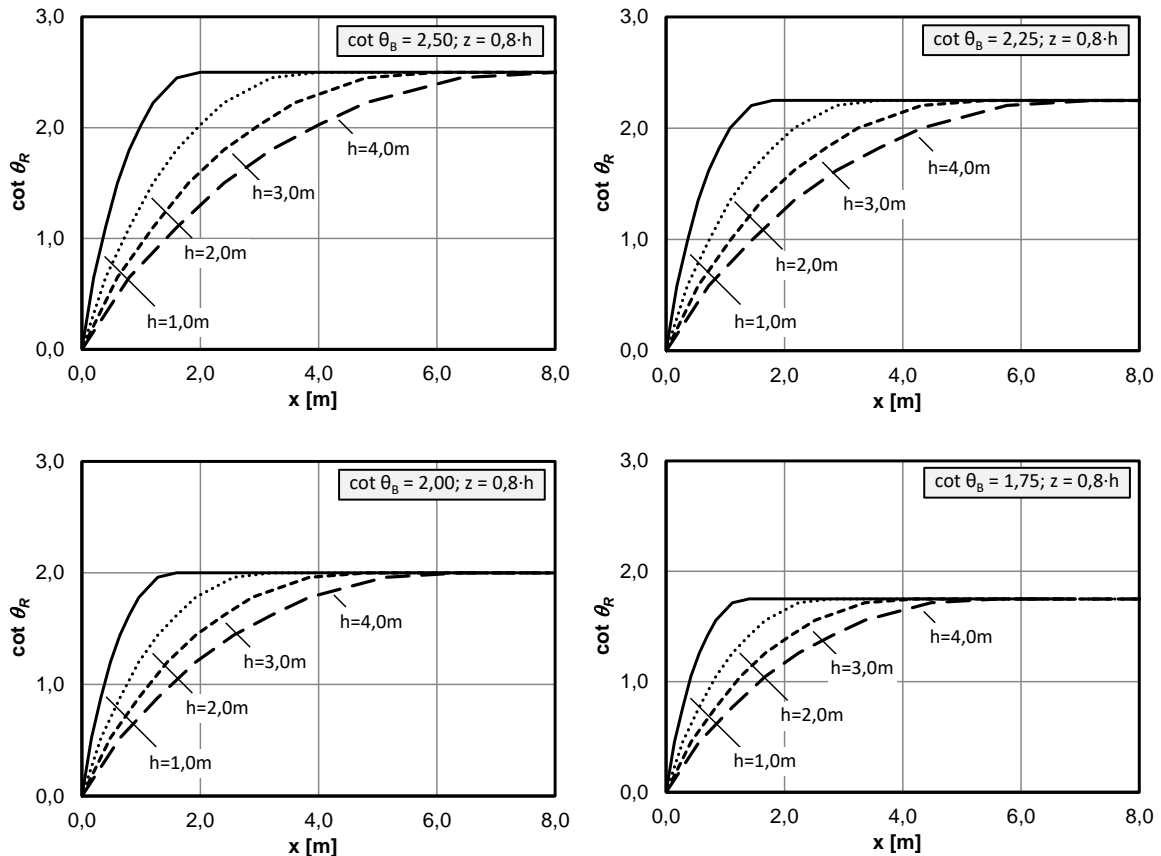 3,0
cot θB = 2,50; z = 0,8·h
2,0
cot θR
h=4,0m
h=3,0m
1,0
h=2,0m
h=1,0m
0,0
0,0 2,0 4,0 6,0 8,0
x [m]
3,0
cot θB = 2,25; z = 0,8·h
2,0
cot θR
h=4,0m
h=3,0m
1,0
h=2,0m
h=1,0m
0,0
0,0 2,0 4,0 6,0 8,0
x [m]
3,0
cot θB = 2,00; z = 0,8·h
2,0
cot θR
h=4,0m
h=3,0m
1,0
h=2,0m
h=1,0m
0,0
0,0 2,0 4,0 6,0 8,0
x [m]
3,0
cot θB = 1,75; z = 0,8·h
2,0
cot θR
h=4,0m
h=3,0m
1,0
h=2,0m
h=1,0m
0,0
0,0 2,0 4,0 6,0 8,0
x [m]